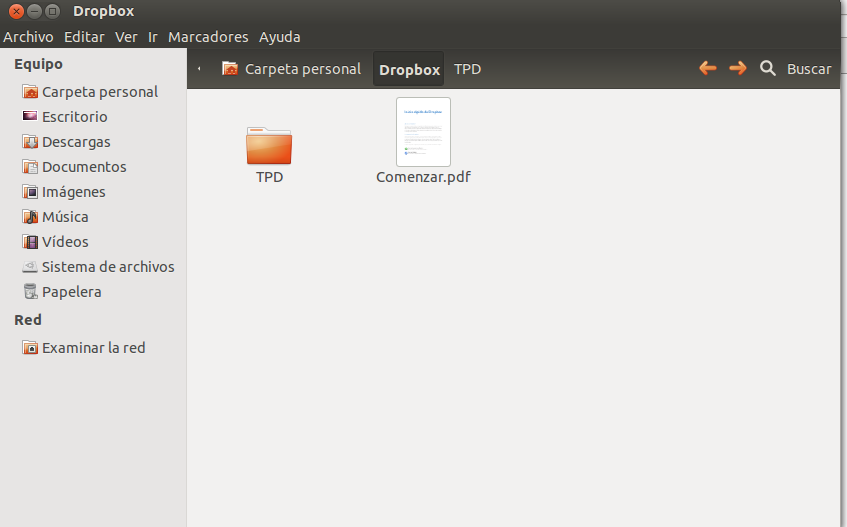 Dropbox
Archivo Editar Ver Ir Marcadores Ayuda
Equipo
Carpeta personal
Escritorio
Descargas
Documentos
Imágenes
Música
Vídeos
Sistema de archivos
Papelera
Red
Examinar la red
Carpeta personal Dropbox TPD Buscar
TPD
Comenzar.pdf